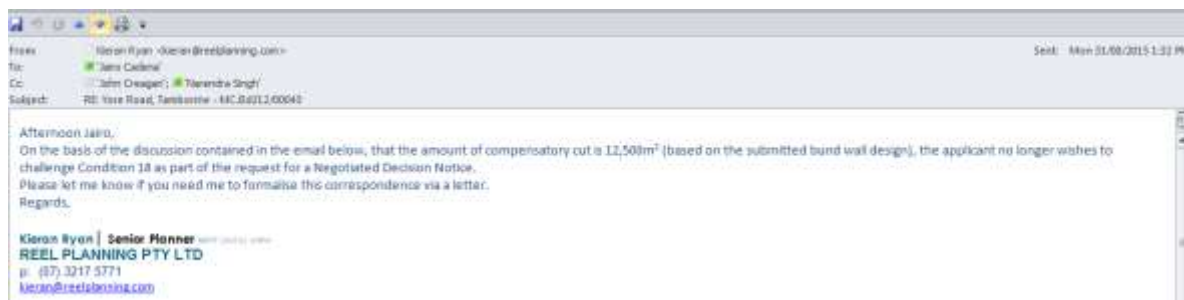 From: Kieran Ryan <kieran@reelplanning.com> Sent: Mon 31/08/2015 1:32 PM
To: 'Jairo Cadena'
Cc: 'John Creagan'; 'Narendra Singh'
Subject: RE: Yore Road, Tamborine -
Afternoon Jairo,
On the basis of the discussion contained in the email below, that the amount of compensatory cut is 12,500m³ (based on the submitted bund wall design), the applicant no longer wishes to
challenge Condition 18 as part of the request for a Negotiated Decision Notice.
Please let me know if you need me to formalise this correspondence via a letter.
Regards,
Kieran Ryan | Senior Planner
REEL PLANNING PTY LTD
p: (07) 3217 5771
kieran@reelplanning.com